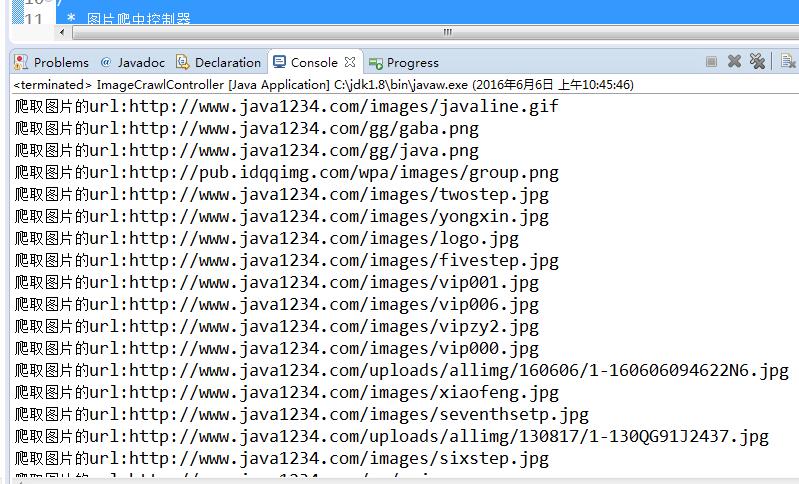 11 * 图片爬虫控制器
Problems @ Javadoc Declaration Console Progress
<terminated> ImageCrawlController [Java Application] C:\jdk1.8\bin\javaw.exe (2016年6月6日 上午10:45:46)
爬取图片的url:http://www.java1234.com/images/javaline.gif
爬取图片的url:http://www.java1234.com/gg/gaba.png
爬取图片的url:http://www.java1234.com/gg/java.png
爬取图片的url:http://pub.idqqimg.com/wpa/images/group.png
爬取图片的url:http://www.java1234.com/images/twostep.jpg
爬取图片的url:http://www.java1234.com/images/yongxin.jpg
爬取图片的url:http://www.java1234.com/images/logo.jpg
爬取图片的url:http://www.java1234.com/images/fivestep.jpg
爬取图片的url:http://www.java1234.com/images/vip001.jpg
爬取图片的url:http://www.java1234.com/images/vip006.jpg
爬取图片的url:http://www.java1234.com/images/vipzy2.jpg
爬取图片的url:http://www.java1234.com/images/vip000.jpg
爬取图片的url:http://www.java1234.com/uploads/allimg/160606/1-160606094622N6.jpg
爬取图片的url:http://www.java1234.com/images/xiaofeng.jpg
爬取图片的url:http://www.java1234.com/images/seventhsetp.jpg
爬取图片的url:http://www.java1234.com/uploads/allimg/130817/1-130QG91J2437.jpg
爬取图片的url:http://www.java1234.com/images/sixstep.jpg